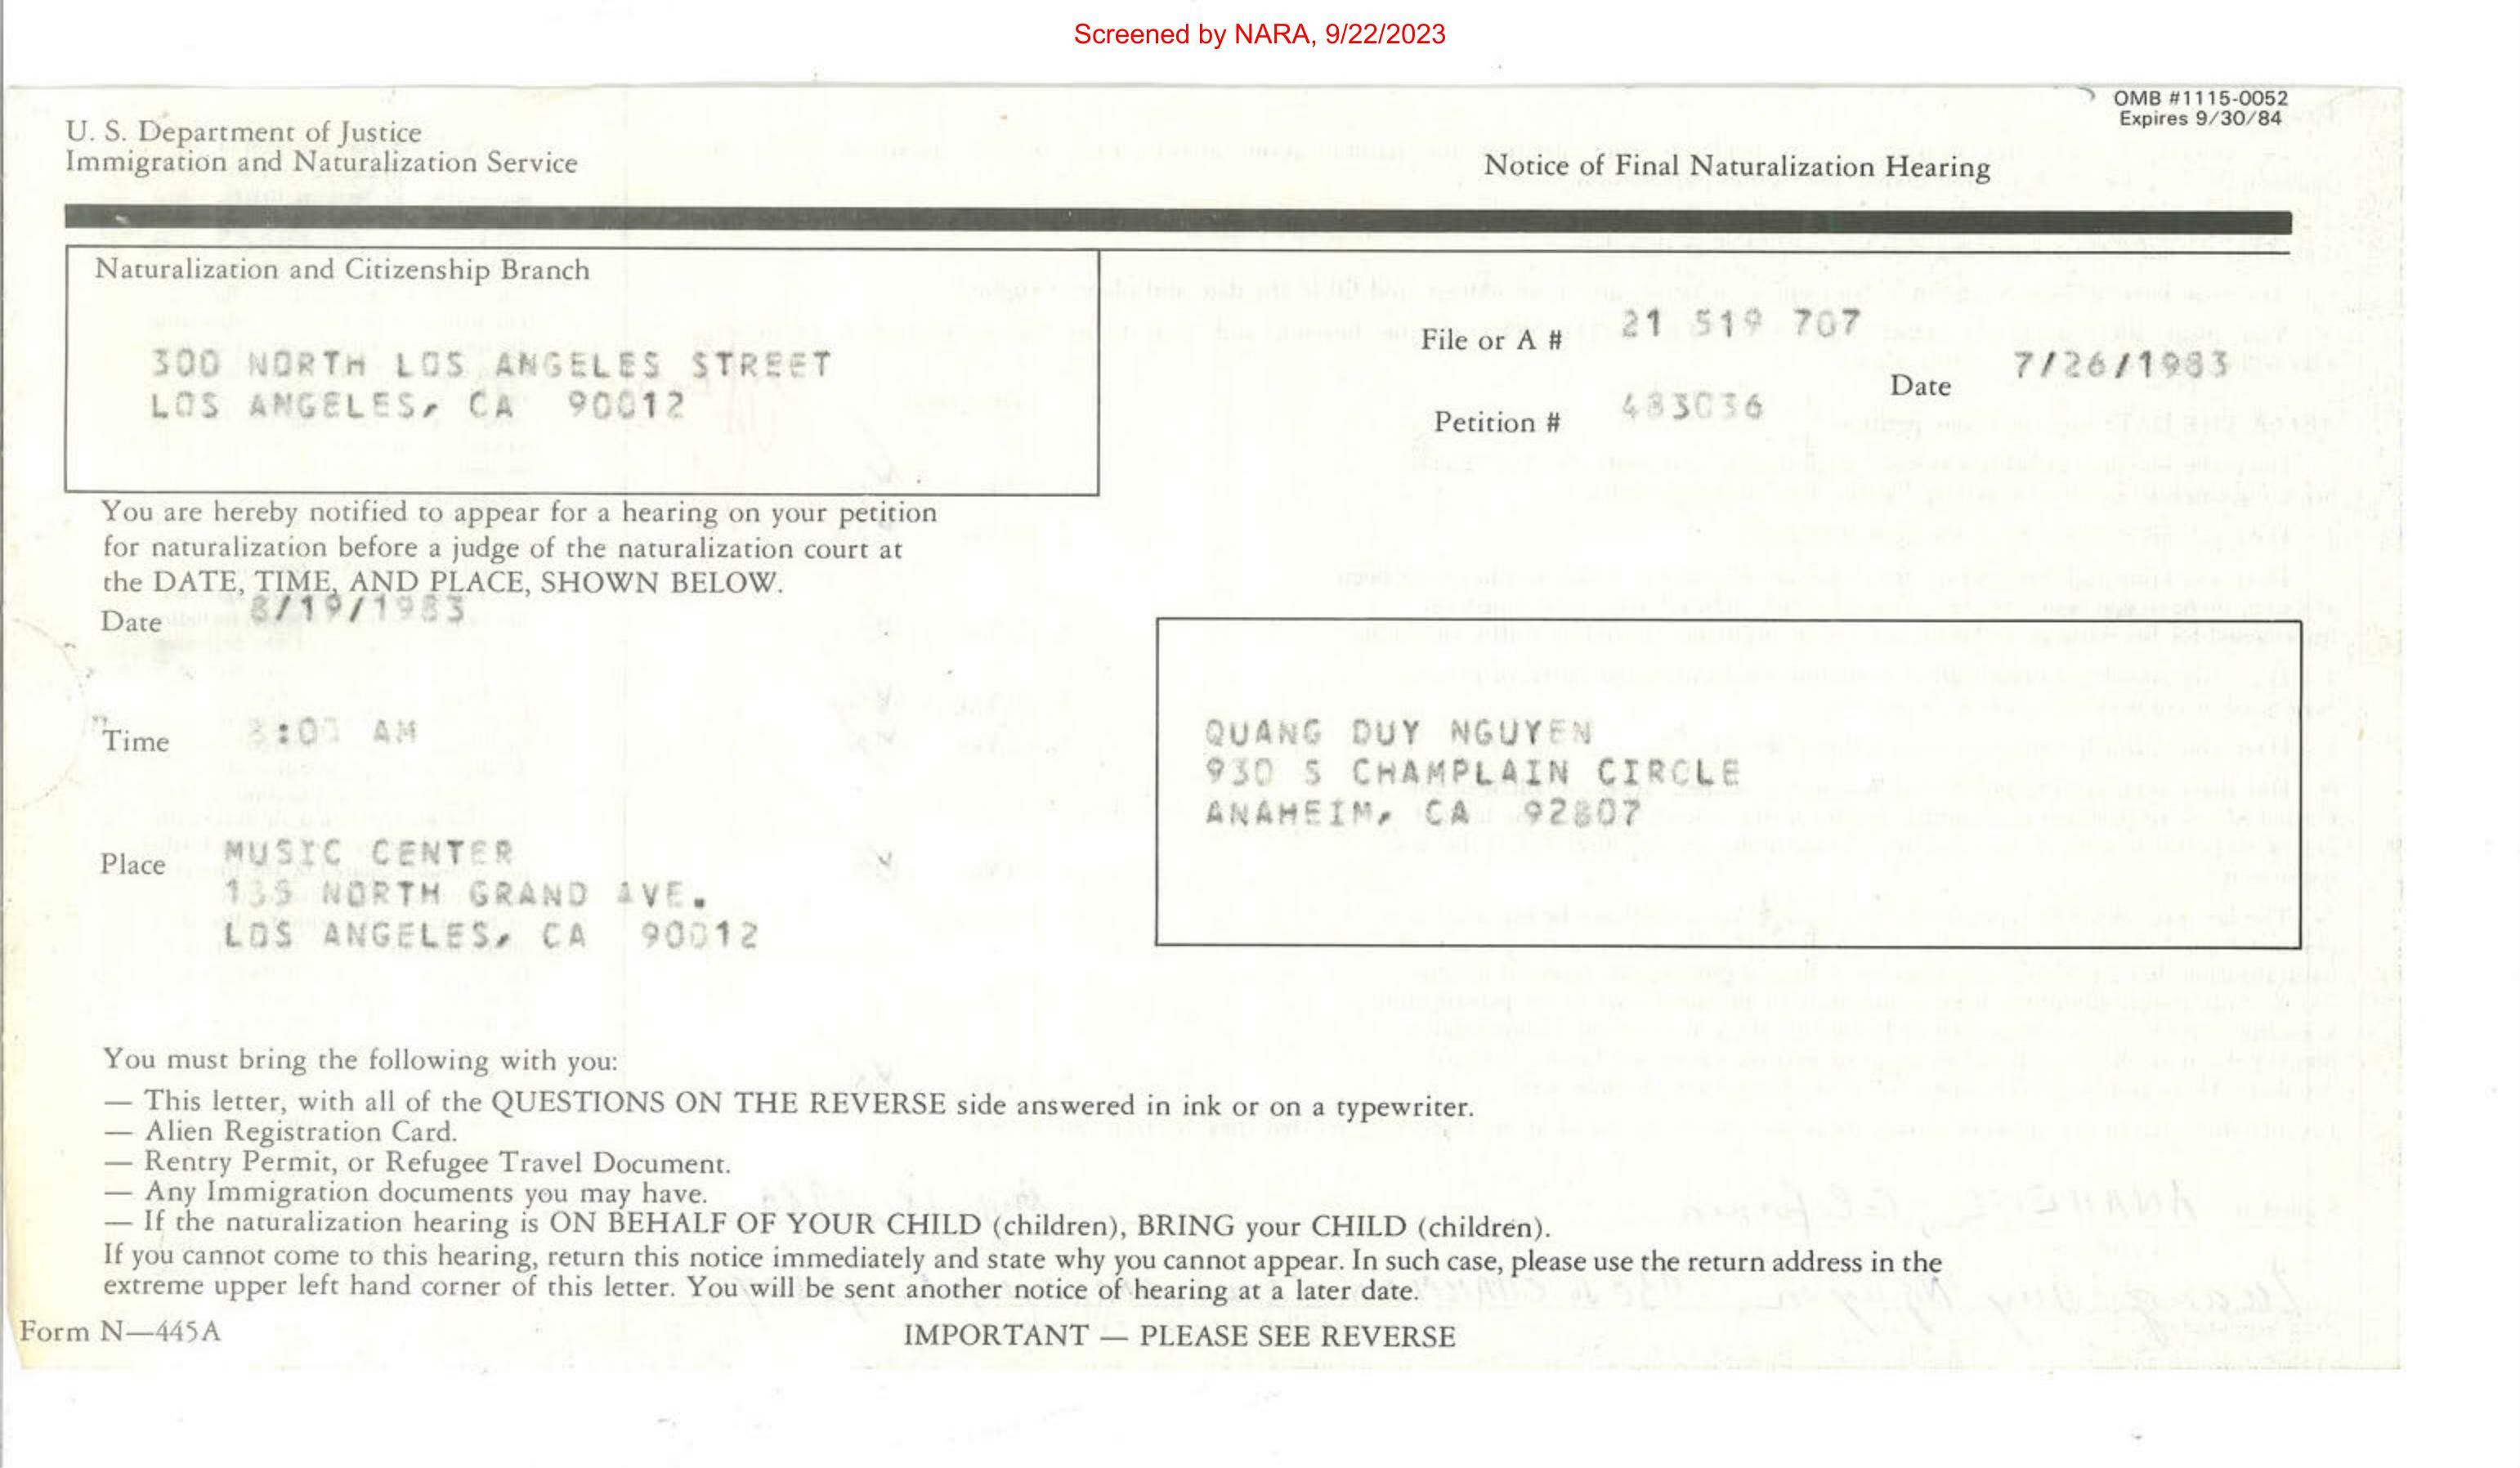 Screened by NARA, 9/22/2023
OMB #1115-0052
Expires 9/30/84
U. S. Department of Justice
Immigration and Naturalization Service
Notice of Final Naturalization Hearing
Naturalization and Citizenship Branch
300 NORTH LOS ANGELES STREET
LOS ANGELES, CA 90012
File or A # 21 519 707
Date 7/26/1983
Petition # 483036
You are hereby notified to appear for a hearing on your petition
for naturalization before a judge of the naturalization court at
the DATE, TIME, AND PLACE, SHOWN BELOW.
Date 8/19/1983
Time 8:00 AM
Place MUSIC CENTER
135 NORTH GRAND AVE.
LOS ANGELES, CA 90012
QUANG DUY NGUYEN
930 S CHAMPLAIN CIRCLE
ANAHEIM, CA 92807
You must bring the following with you:
— This letter, with all of the QUESTIONS ON THE REVERSE side answered in ink or on a typewriter.
— Alien Registration Card.
— Rentry Permit, or Refugee Travel Document.
— Any Immigration documents you may have.
— If the naturalization hearing is ON BEHALF OF YOUR CHILD (children), BRING your CHILD (children).
If you cannot come to this hearing, return this notice immediately and state why you cannot appear. In such case, please use the return address in the
extreme upper left hand corner of this letter. You will be sent another notice of hearing at a later date.
Form N—445A
IMPORTANT — PLEASE SEE REVERSE